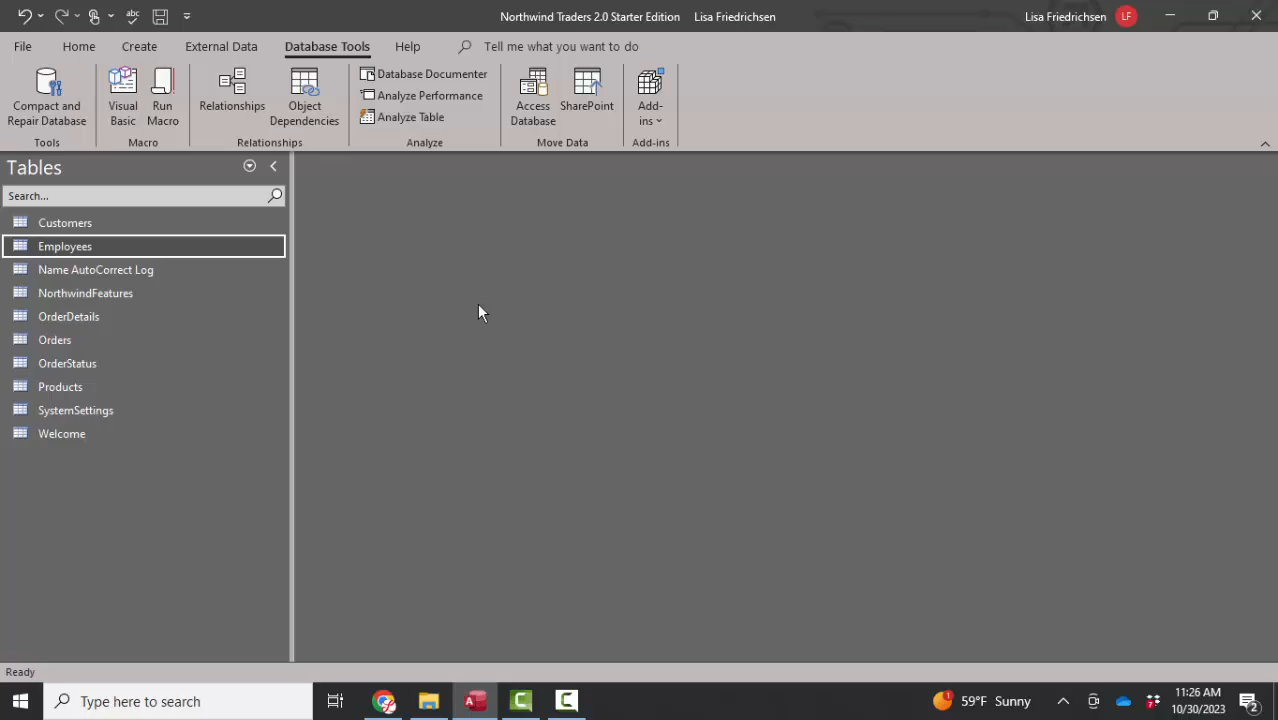 Northwind Traders 2.0 Starter Edition Lisa Friedrichsen
Lisa Friedrichsen LF
File Home Create External Data Database Tools Help Tell me what you want to do
Compact and
Repair Database
Tools
Visual
Basic
Run
Macro
Macro
Relationships
Object
Dependencies
Relationships
Database Documenter
Analyze Performance
Analyze Table
Analyze
Access
Database
SharePoint
Move Data
Add-
ins
Add-ins
Tables
Search...
Customers
Employees
Name AutoCorrect Log
NorthwindFeatures
OrderDetails
Orders
OrderStatus
Products
SystemSettings
Welcome
Ready
Type here to search
59°F Sunny
11:26 AM
10/30/2023
2